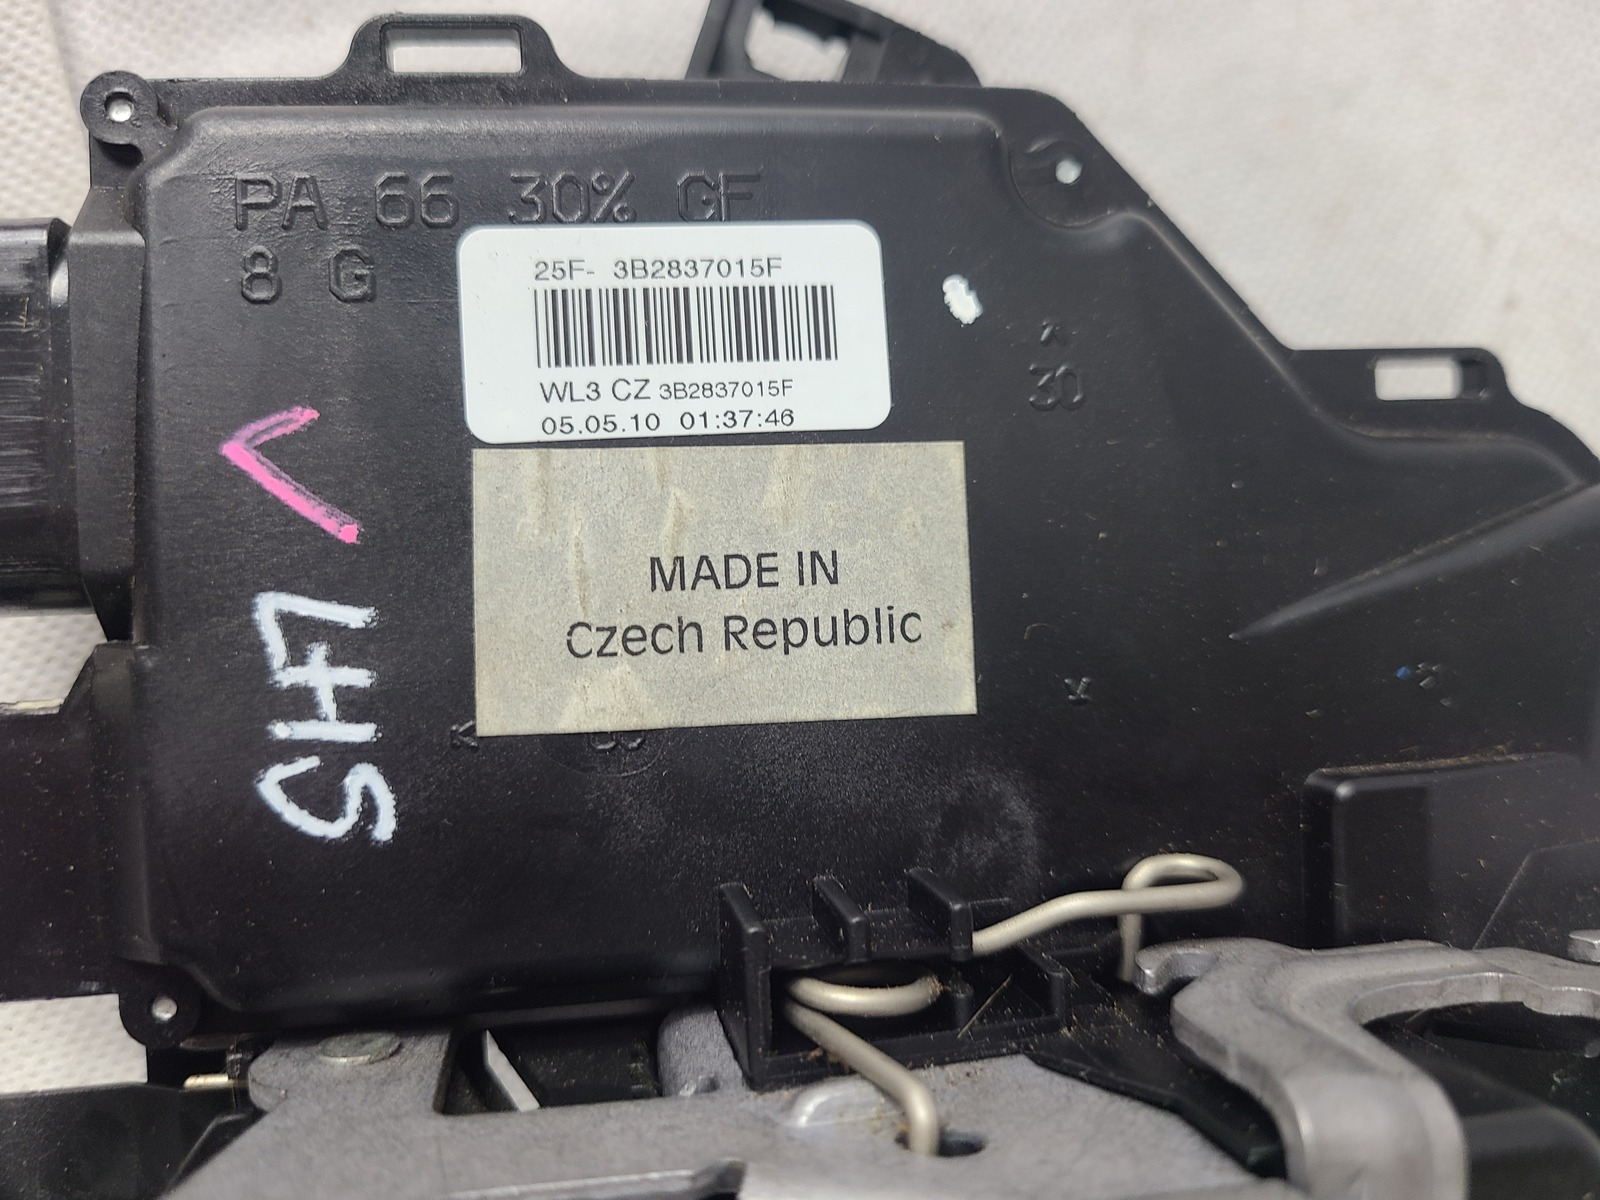 PA 66 30% GF
8 G
25F- 3B2837015F
WL3 CZ 3B2837015F
05.05.10 01:37:46
30
MADE IN
Czech Republic